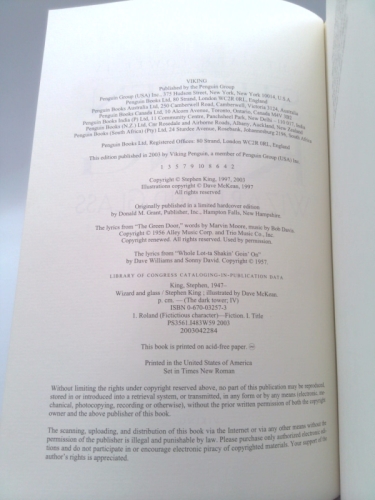 VIKING
Published by the Penguin Group
Penguin Group (USA) Inc., 375 Hudson Street, New York, New York 10014, U.S.A.
Penguin Books Ltd, 80 Strand, London WC2R 0RL, England
Penguin Books Australia Ltd, 250 Camberwell Road, Camberwell, Victoria 3124, Australia
Penguin Books Canada Ltd, 10 Alcorn Avenue, Toronto, Ontario, Canada M4V 3B2
Penguin Books India (P) Ltd, 11 Community Centre, Panchsheel Park, New Delhi - 110 017, India
Penguin Books (N.Z.) Ltd, Cnr Rosedale and Airborne Roads, Albany, Auckland, New Zealand
Penguin Books (South Africa) (Pty) Ltd, 24 Sturdee Avenue, Rosebank, Johannesburg 2196, South Africa
Penguin Books Ltd, Registered Offices: 80 Strand, London WC2R 0RL, England
This edition published in 2003 by Viking Penguin, a member of Penguin Group (USA) Inc.
1 3 5 7 9 10 8 6 4 2
Copyright © Stephen King, 1997, 2003
Illustrations copyright © Dave McKean, 1997
All rights reserved
Originally published in a limited hardcover edition
by Donald M. Grant, Publisher, Inc., Hampton Falls, New Hampshire.
The lyrics from "The Green Door," words by Marvin Moore, music by Bob Davie.
Copyright © 1956 Alley Music Corp. and Trio Music Co., Inc.
Copyright renewed. All rights reserved. Used by permission.
The lyrics from "Whole Lot-ta Shakin' Goin' On"
by Dave Williams and Sonny David. Copyright © 1957.
LIBRARY OF CONGRESS CATALOGING-IN-PUBLICATION DATA
King, Stephen, 1947–
Wizard and glass / Stephen King ; illustrated by Dave McKean.
p. cm. — (The dark tower; IV)
ISBN 0-670-03257-3
1. Roland (Fictitious character)—Fiction. I. Title
PS3561.I483W59 2003
2003042284
This book is printed on acid-free paper. ∞
Printed in the United States of America
Set in Times New Roman
Without limiting the rights under copyright reserved above, no part of this publication may be reproduced,
stored in or introduced into a retrieval system, or transmitted, in any form or by any means (electronic, me-
chanical, photocopying, recording or otherwise), without the prior written permission of both the copyright
owner and the above publisher of this book.
The scanning, uploading, and distribution of this book via the Internet or via any other means without the
permission of the publisher is illegal and punishable by law. Please purchase only authorized electronic edi-
tions and do not participate in or encourage electronic piracy of copyrighted materials. Your support of the
author's rights is appreciated.